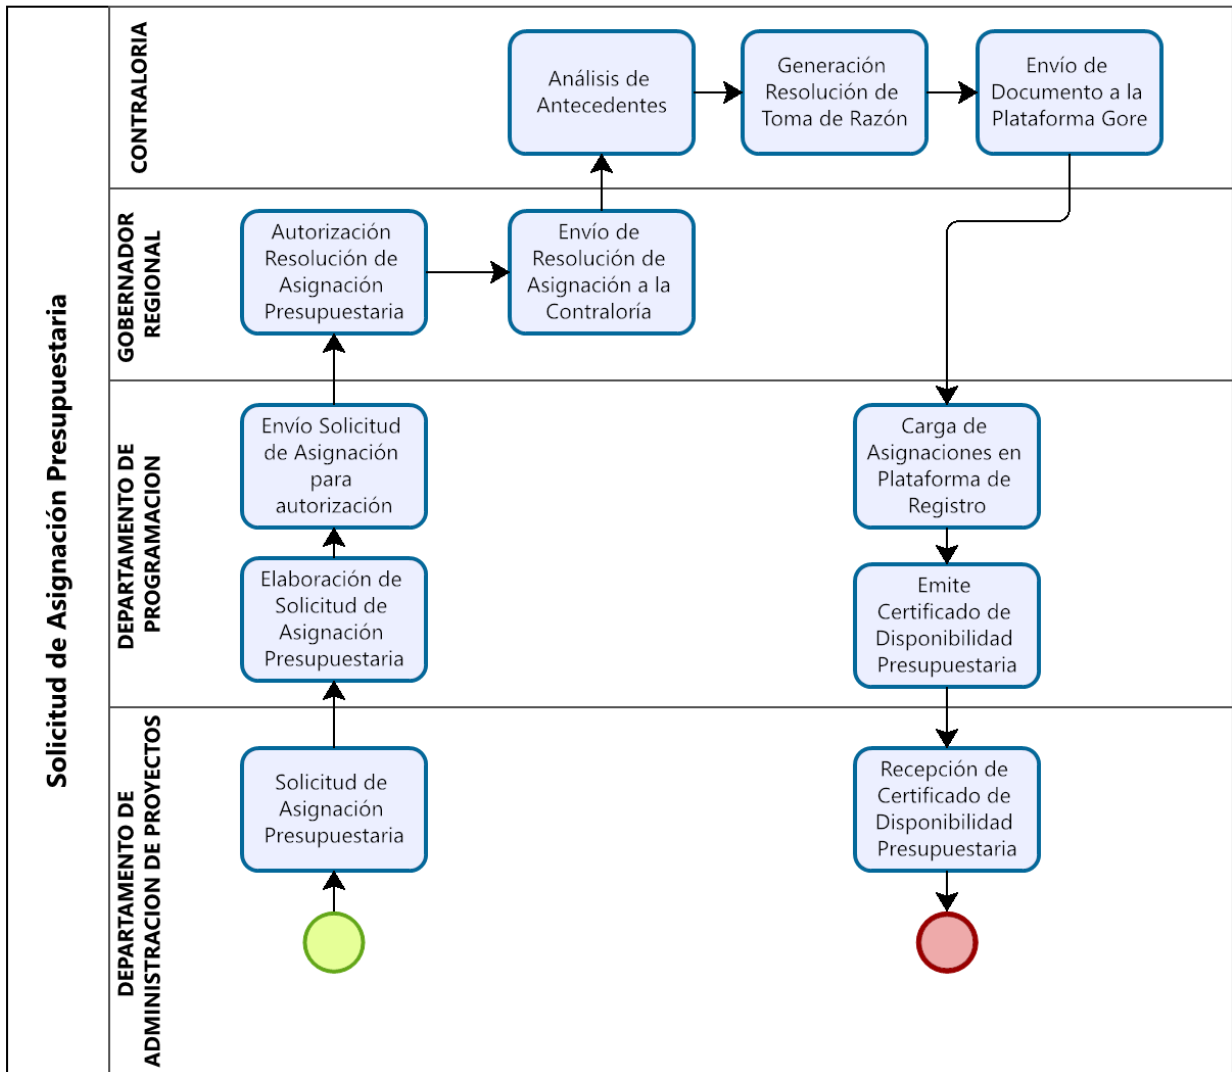 Solicitud de Asignación Presupuestaria
CONTRALORIA
Análisis de
Antecedentes
Generación
Resolución de
Toma de Razón
Envío de
Documento a la
Plataforma Gore
GOBERNADOR
REGIONAL
Autorización
Resolución de
Asignación
Presupuestaria
Envío de
Resolución de
Asignación a la
Contraloría
DEPARTAMENTO DE
PROGRAMACION
Envío Solicitud
de Asignación
para
autorización
Elaboración de
Solicitud de
Asignación
Presupuestaria
Carga de
Asignaciones en
Plataforma de
Registro
Emite
Certificado de
Disponibilidad
Presupuestaria
DEPARTAMENTO DE
ADMINISTRACION DE PROYECTOS
Solicitud de
Asignación
Presupuestaria
Recepción de
Certificado de
Disponibilidad
Presupuestaria